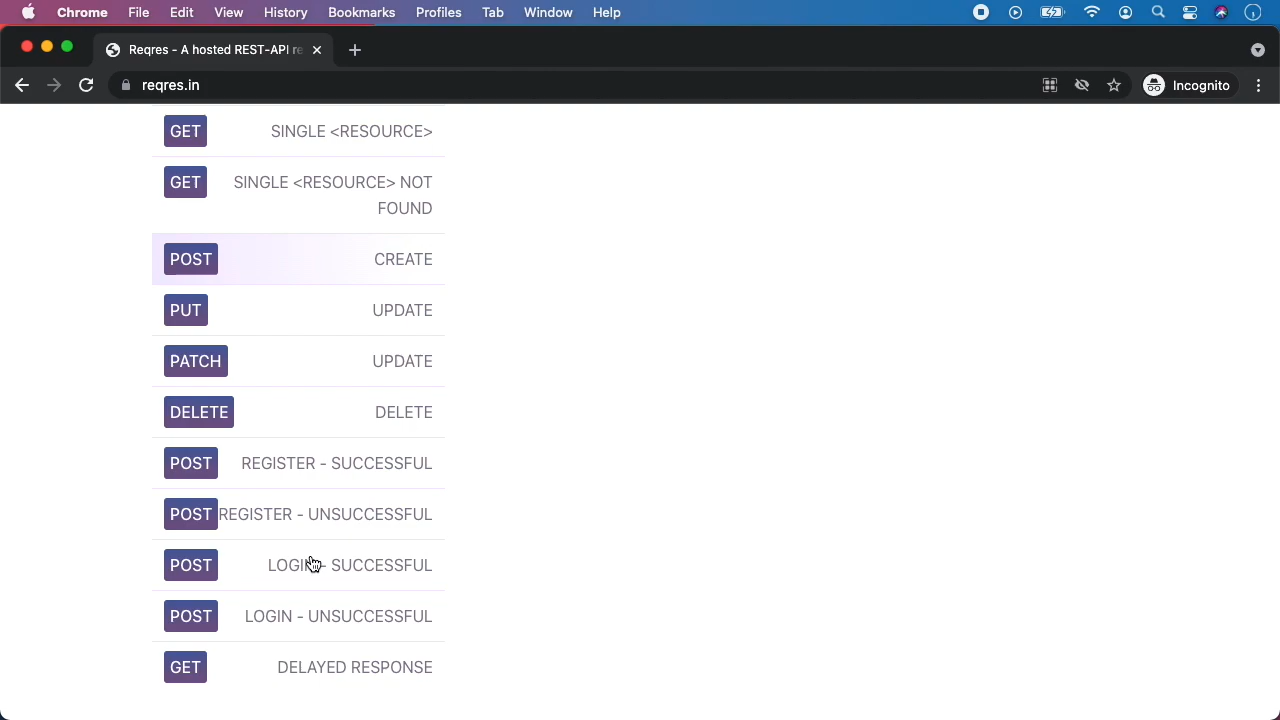 Chrome File Edit View History Bookmarks Profiles Tab Window Help
Reqres - A hosted REST-API re
reqres.in
Incognito
GET SINGLE <RESOURCE>
GET SINGLE <RESOURCE> NOT
FOUND
POST CREATE
PUT UPDATE
PATCH UPDATE
DELETE DELETE
POST REGISTER - SUCCESSFUL
POST REGISTER - UNSUCCESSFUL
POST LOGIN - SUCCESSFUL
POST LOGIN - UNSUCCESSFUL
GET DELAYED RESPONSE